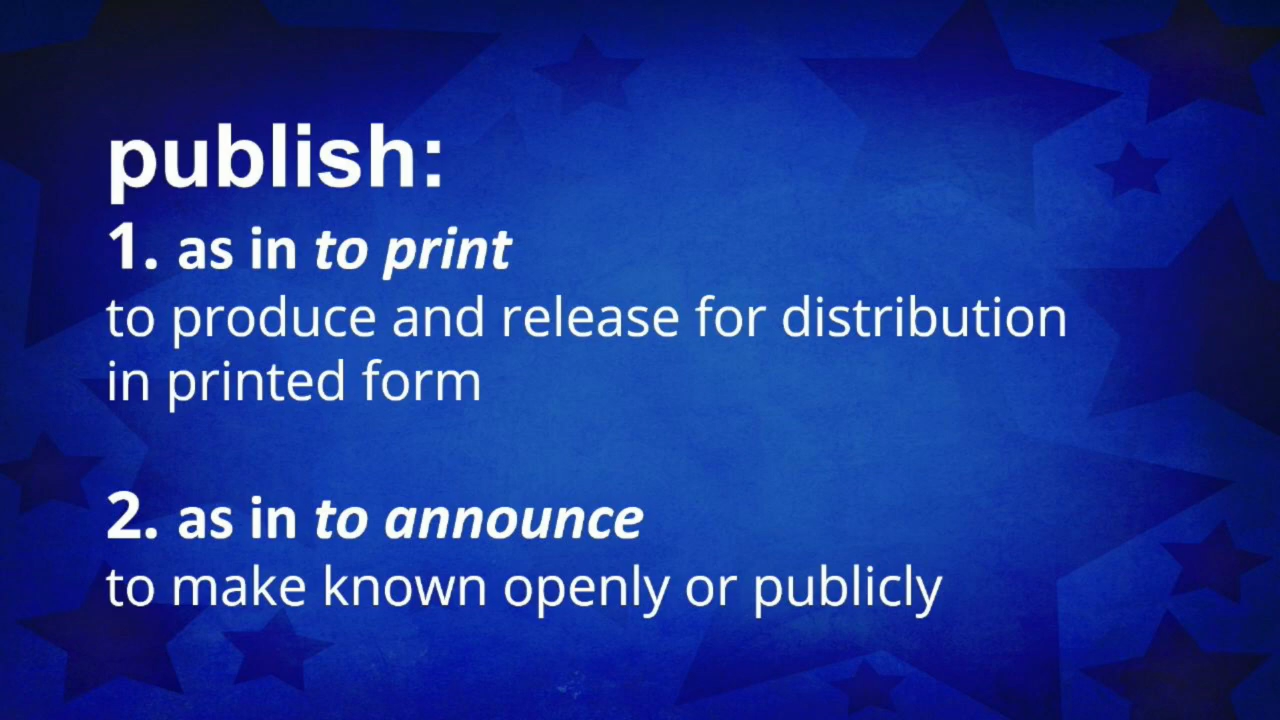 publish:
1. as in to print
to produce and release for distribution
in printed form
2. as in to announce
to make known openly or publicly